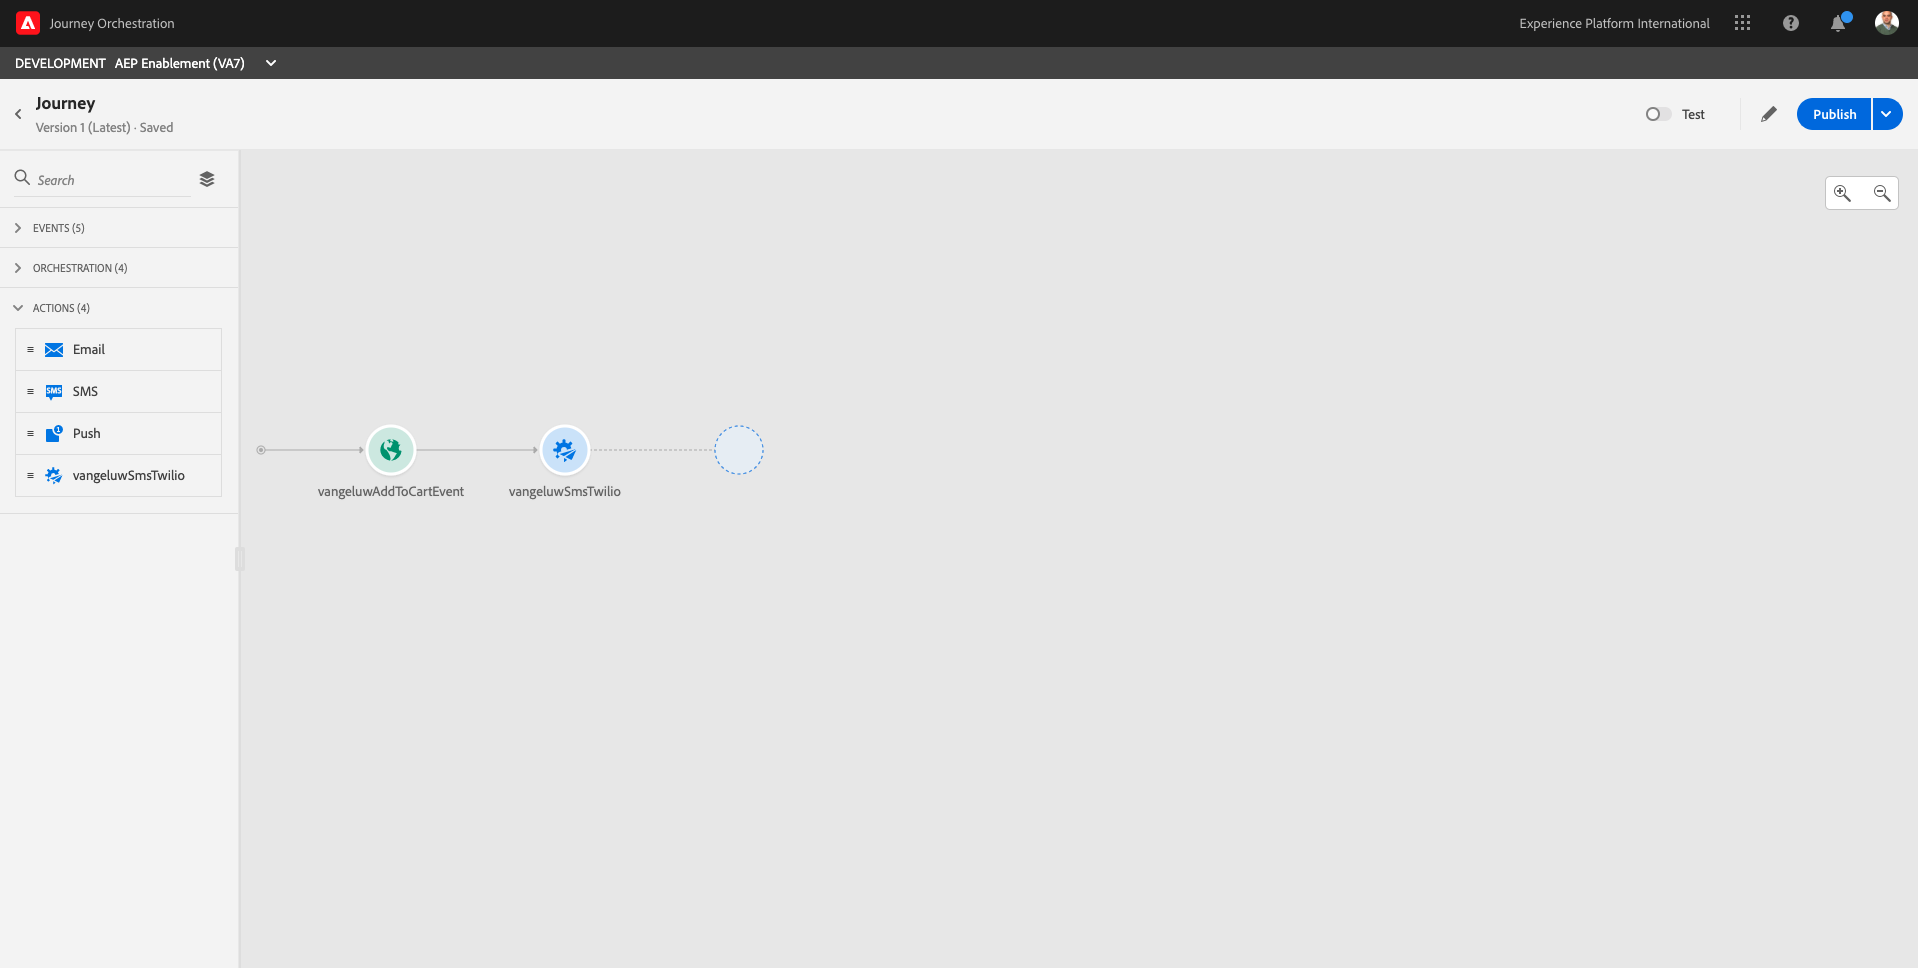 Journey Orchestration
Experience Platform International
DEVELOPMENT AEP Enablement (VA7)
Journey
Version 1 (Latest) · Saved
Test
Publish
Search
EVENTS (5)
ORCHESTRATION (4)
ACTIONS (4)
Email
SMS
SMS
Push
vangeluwSmsTwilio
vangeluwAddToCartEvent
vangeluwSmsTwilio